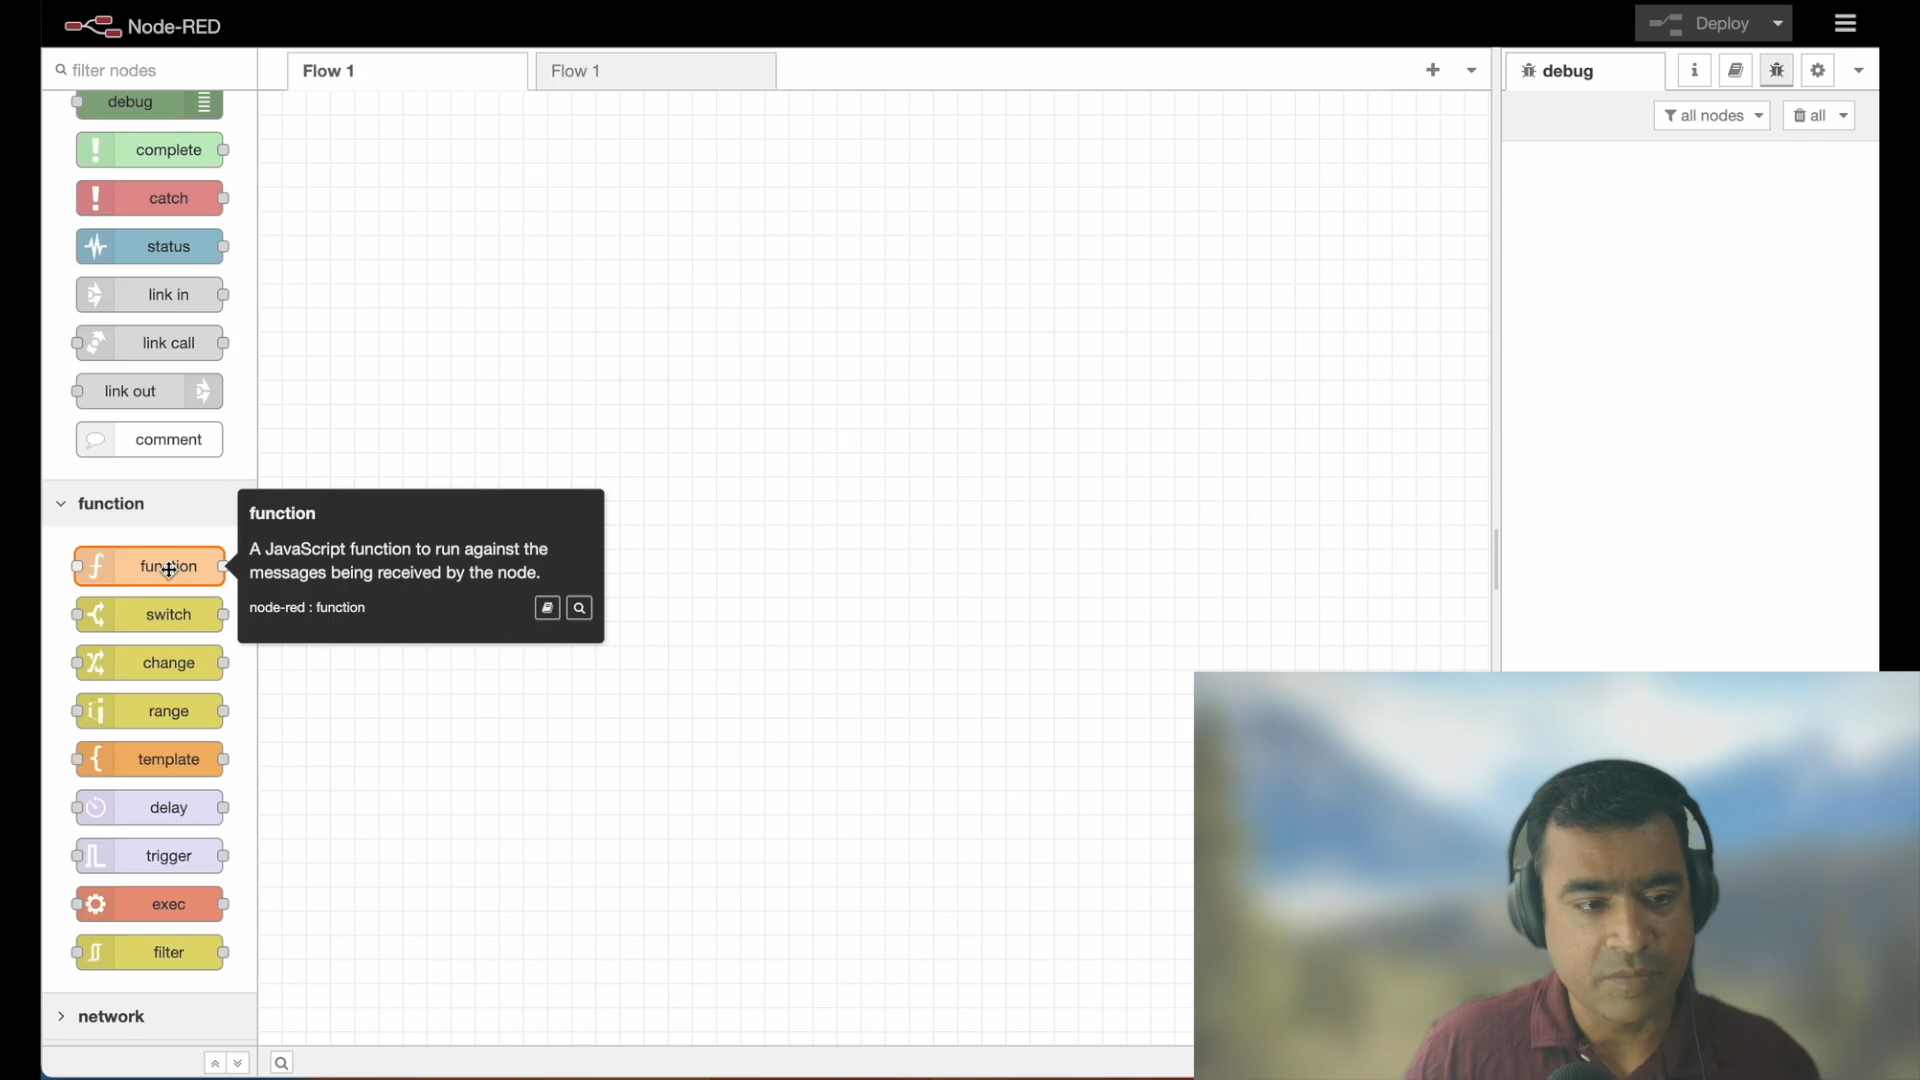 Node-RED
Deploy
filter nodes
Flow 1
Flow 1
debug
all nodes
all
debug
complete
catch
status
link in
link call
link out
comment
function
function
switch
change
range
template
delay
trigger
exec
filter
network
function
A JavaScript function to run against the
messages being received by the node.
node-red : function